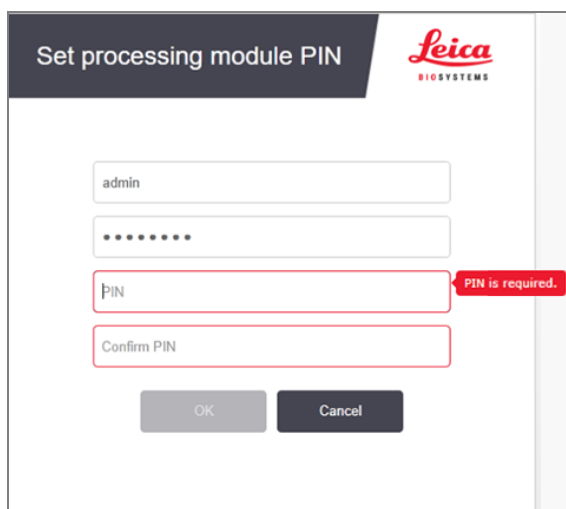 Set processing module PIN
Leica
BIOSYSTEMS
admin
••••••••
PIN
PIN is required.
Confirm PIN
OK
Cancel